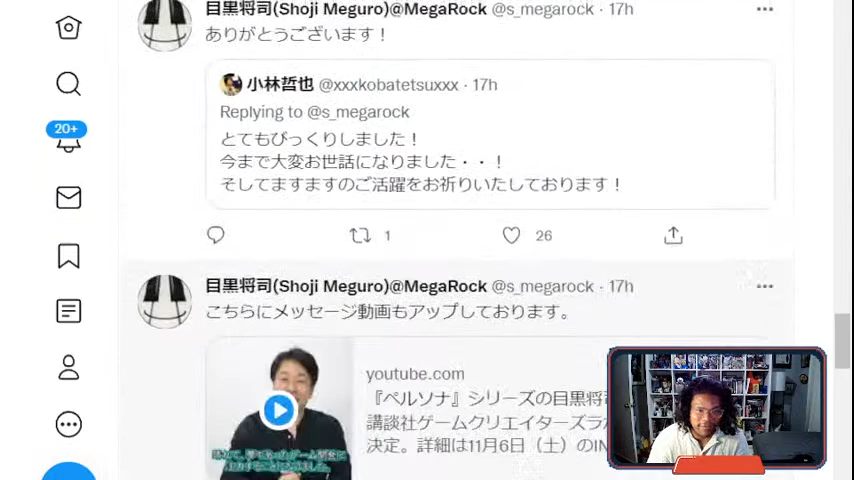 目黒将司(Shoji Meguro)@MegaRock @s_megarock · 17h
ありがとうございます！
小林哲也 @xxxkobatetsuxxx · 17h
Replying to @s_megarock
とてもびっくりしました！
今まで大変お世話になりました・・！
そしてますますのご活躍をお祈りいたしております！
1
26
20+
目黒将司(Shoji Meguro)@MegaRock @s_megarock · 17h
こちらにメッセージ動画もアップしております。
youtube.com
『ペルソナ』シリーズの目黒将
講談社ゲームクリエイターズラ
決定。詳細は11月6日（土）のIN